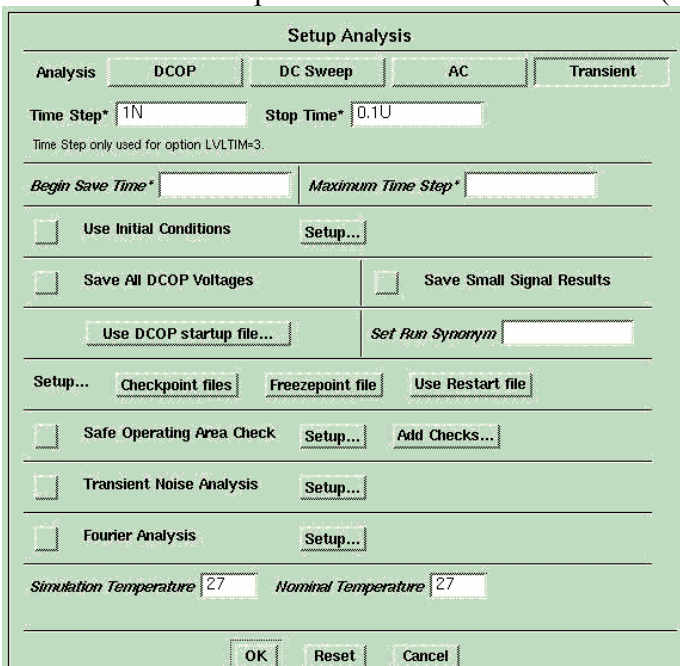 Setup Analysis
Analysis DCOP DC Sweep AC Transient
Time Step* 1N Stop Time* 0.1U
Time Step only used for option LVLTIM=3.
Begin Save Time* Maximum Time Step*
Use Initial Conditions Setup...
Save All DCOP Voltages Save Small Signal Results
Use DCOP startup file... Set Run Synonym
Setup... Checkpoint files Freezepoint file Use Restart file
Safe Operating Area Check Setup... Add Checks...
Transient Noise Analysis Setup...
Fourier Analysis Setup...
Simulation Temperature 27 Nominal Temperature 27
OK Reset Cancel